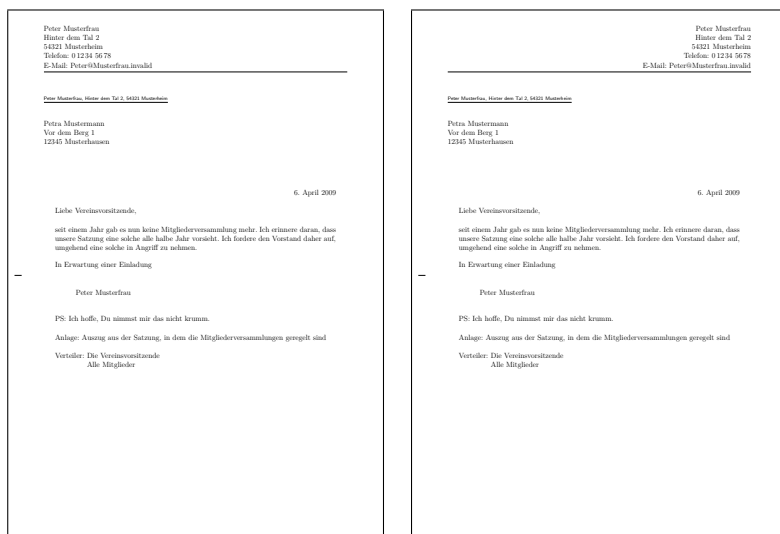 Peter Musterfrau
Hinter dem Tal 2
54321 Musterheim
Telefon: 0 12 34 56 78
E-Mail: Peter@Musterfrau.invalid
Peter Musterfrau, Hinter dem Tal 2, 54321 Musterheim
Petra Mustermann
Vor dem Berg 1
12345 Musterhausen
6. April 2009
Liebe Vereinsvorsitzende,
seit einem Jahr gab es nun keine Mitgliederversammlung mehr. Ich erinnere daran, dass
unsere Satzung eine solche alle halbe Jahr vorsieht. Ich fordere den Vorstand daher auf,
umgehend eine solche in Angriff zu nehmen.
In Erwartung einer Einladung
Peter Musterfrau
PS: Ich hoffe, Du nimmst mir das nicht krumm.
Anlage: Auszug aus der Satzung, in dem die Mitgliederversammlungen geregelt sind
Verteiler: Die Vereinsvorsitzende
Alle Mitglieder
Peter Musterfrau
Hinter dem Tal 2
54321 Musterheim
Telefon: 0 12 34 56 78
E-Mail: Peter@Musterfrau.invalid
Peter Musterfrau, Hinter dem Tal 2, 54321 Musterheim
Petra Mustermann
Vor dem Berg 1
12345 Musterhausen
6. April 2009
Liebe Vereinsvorsitzende,
seit einem Jahr gab es nun keine Mitgliederversammlung mehr. Ich erinnere daran, dass
unsere Satzung eine solche alle halbe Jahr vorsieht. Ich fordere den Vorstand daher auf,
umgehend eine solche in Angriff zu nehmen.
In Erwartung einer Einladung
Peter Musterfrau
PS: Ich hoffe, Du nimmst mir das nicht krumm.
Anlage: Auszug aus der Satzung, in dem die Mitgliederversammlungen geregelt sind
Verteiler: Die Vereinsvorsitzende
Alle Mitglieder